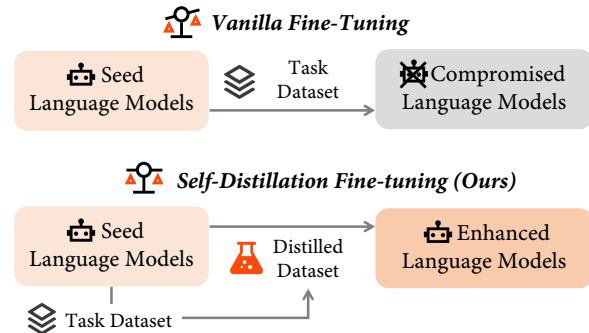 Vanilla Fine-Tuning
Seed
Language Models
Task
Dataset
Compromised
Language Models
Self-Distillation Fine-tuning (Ours)
Seed
Language Models
Distilled
Dataset
Enhanced
Language Models
Task Dataset